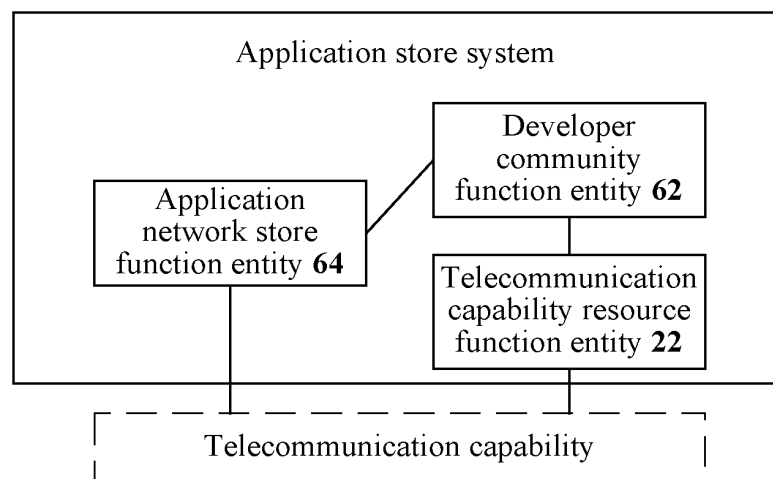 Application store system
Developer
community
function entity 62
Application
network store
function entity 64
Telecommunication
capability resource
function entity 22
Telecommunication capability